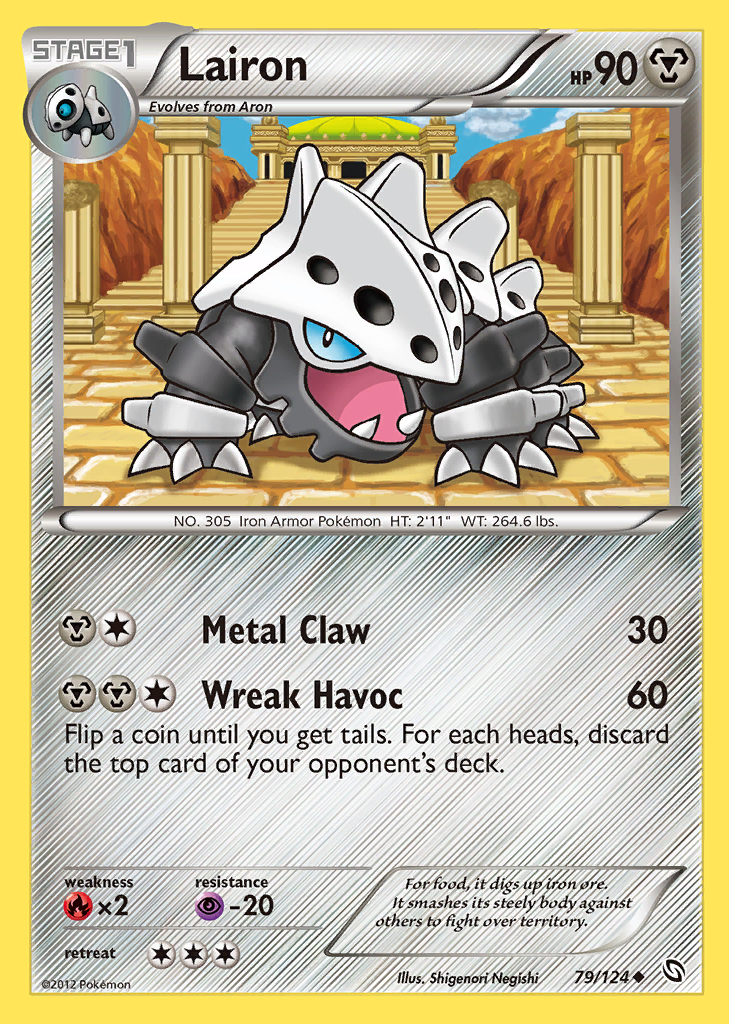 STAGE1
Lairon
HP 90
Evolves from Aron
NO. 305 Iron Armor Pokémon HT: 2'11" WT: 264.6 lbs.
Metal Claw 30
Wreak Havoc 60
Flip a coin until you get tails. For each heads, discard
the top card of your opponent's deck.
weakness resistance
×2 -20
For food, it digs up iron ore.
It smashes its steely body against
others to fight over territory.
retreat
©2012 Pokémon
Illus. Shigenori Negishi
79/124